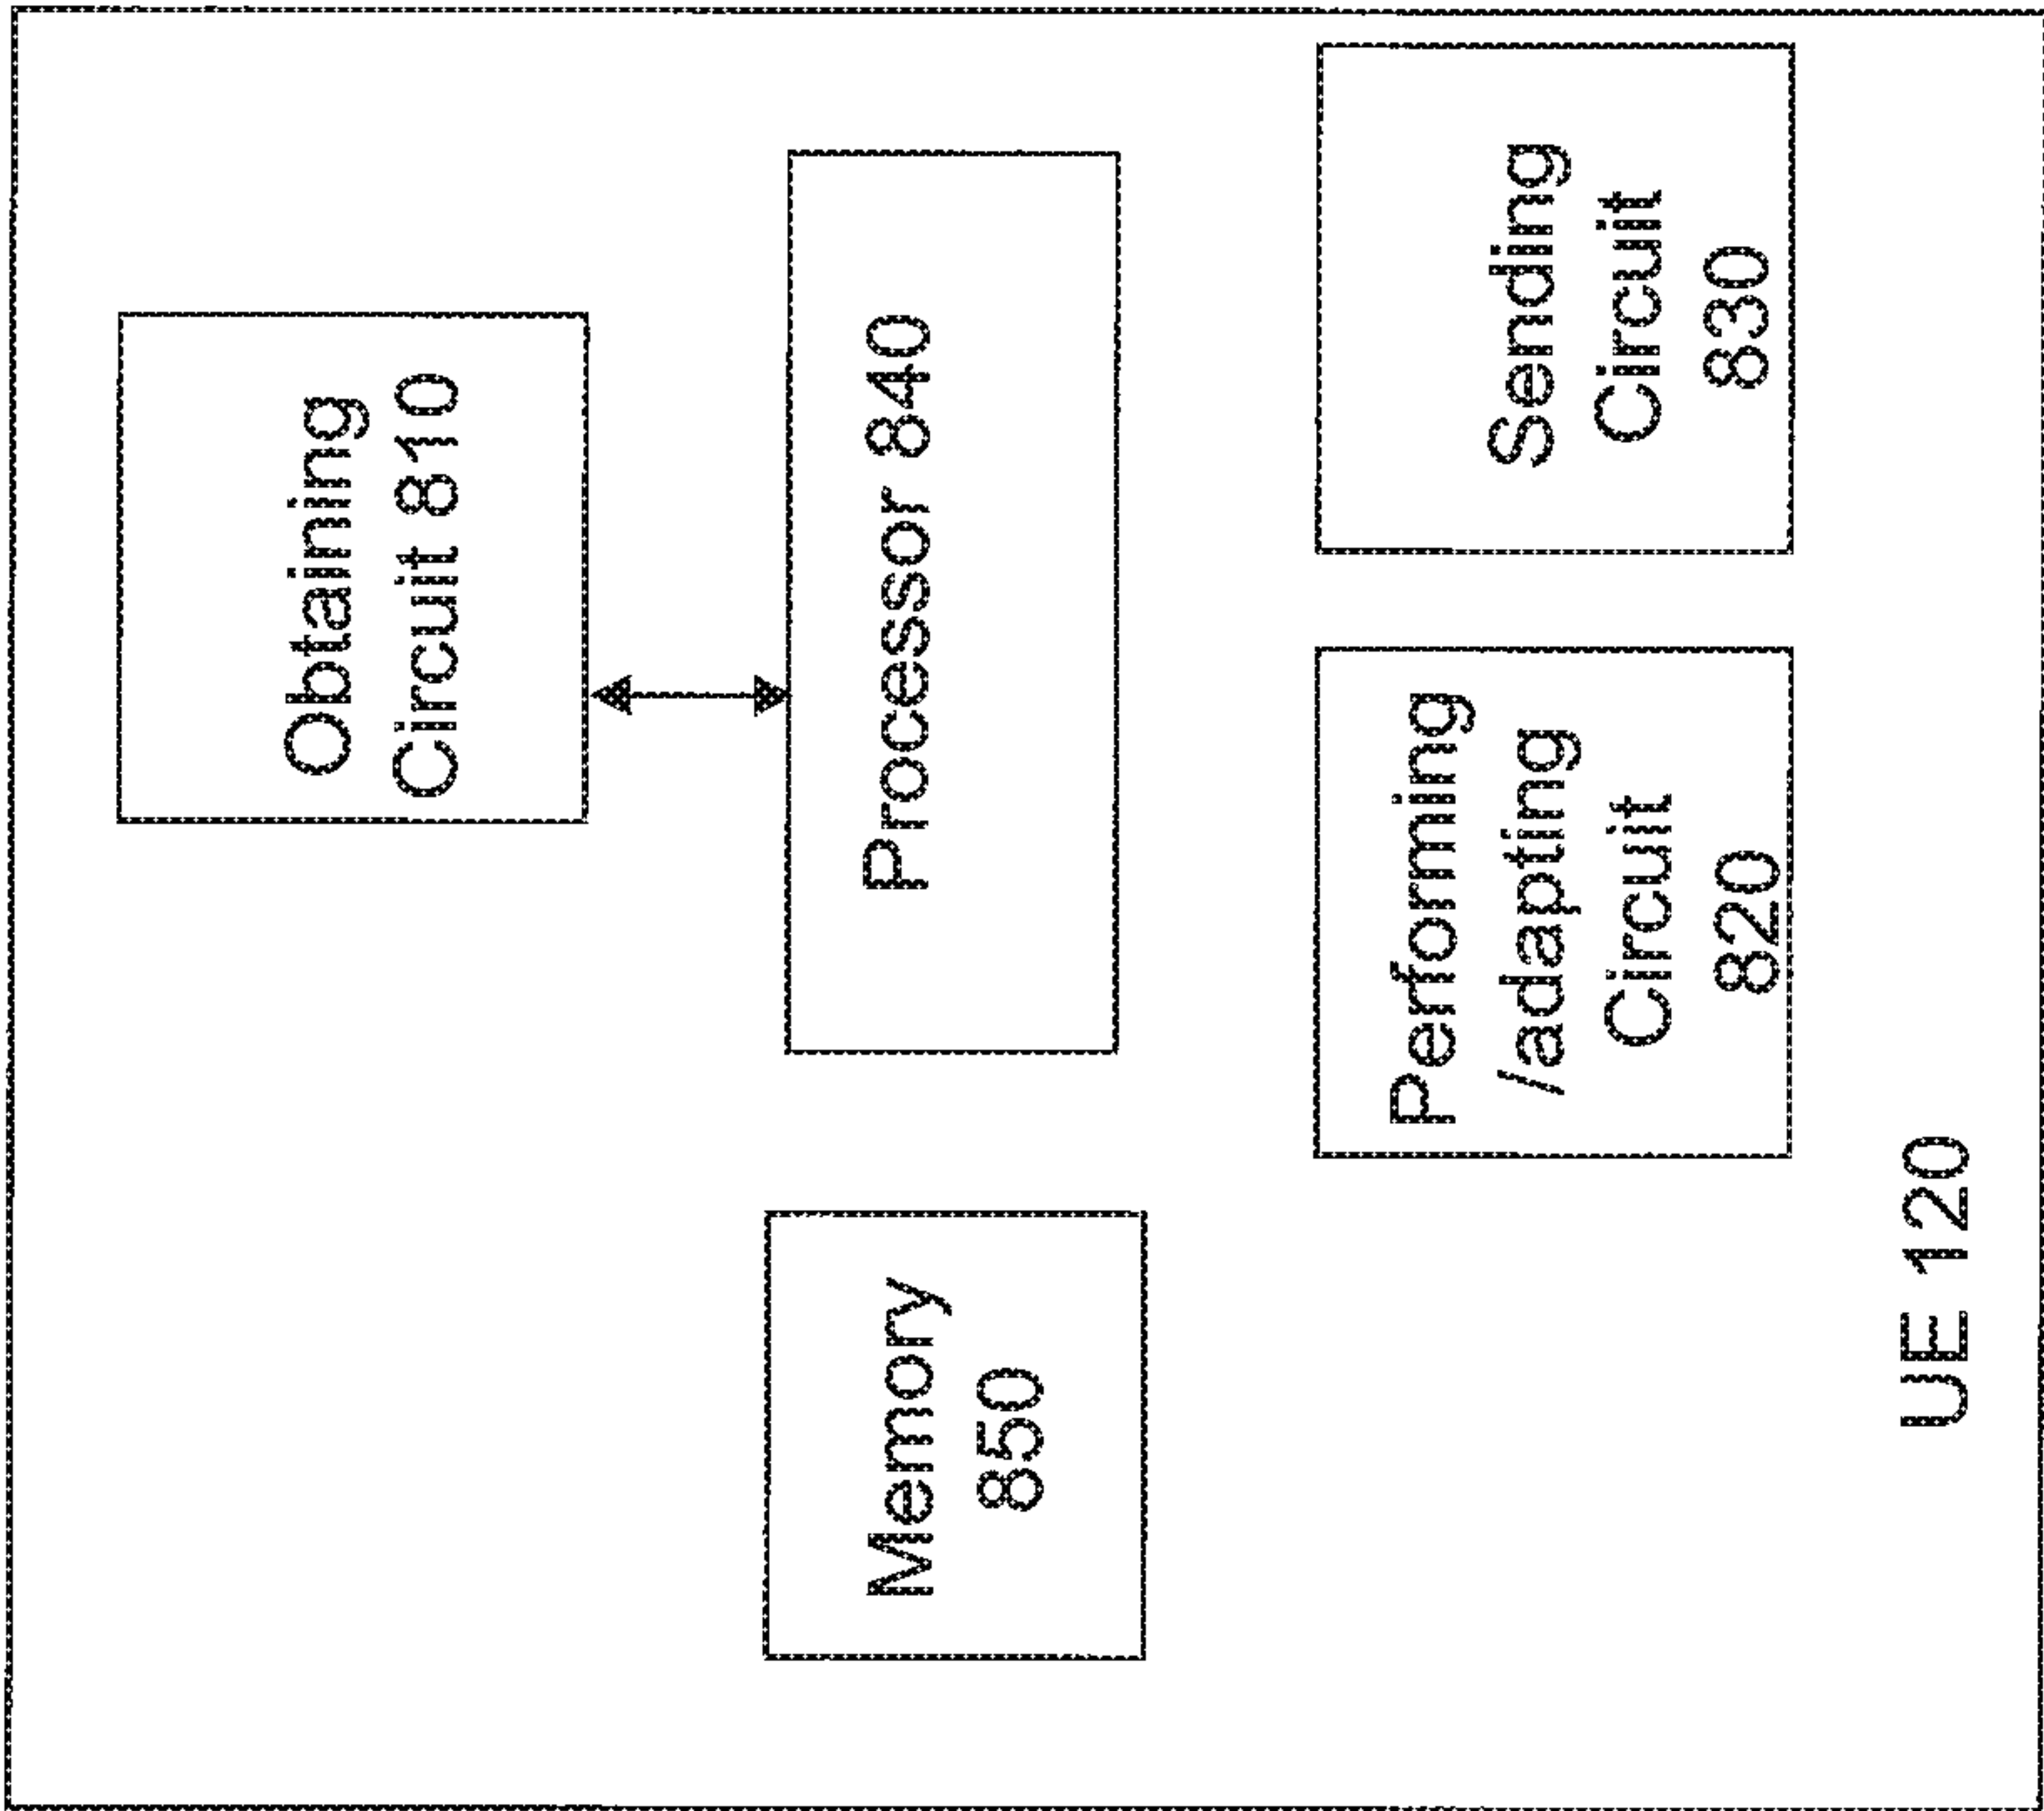 Obtaining
Circuit 810
Memory
850
Processor 840
Performing
/adapting
Circuit
820
Sending
Circuit
830
UE 120